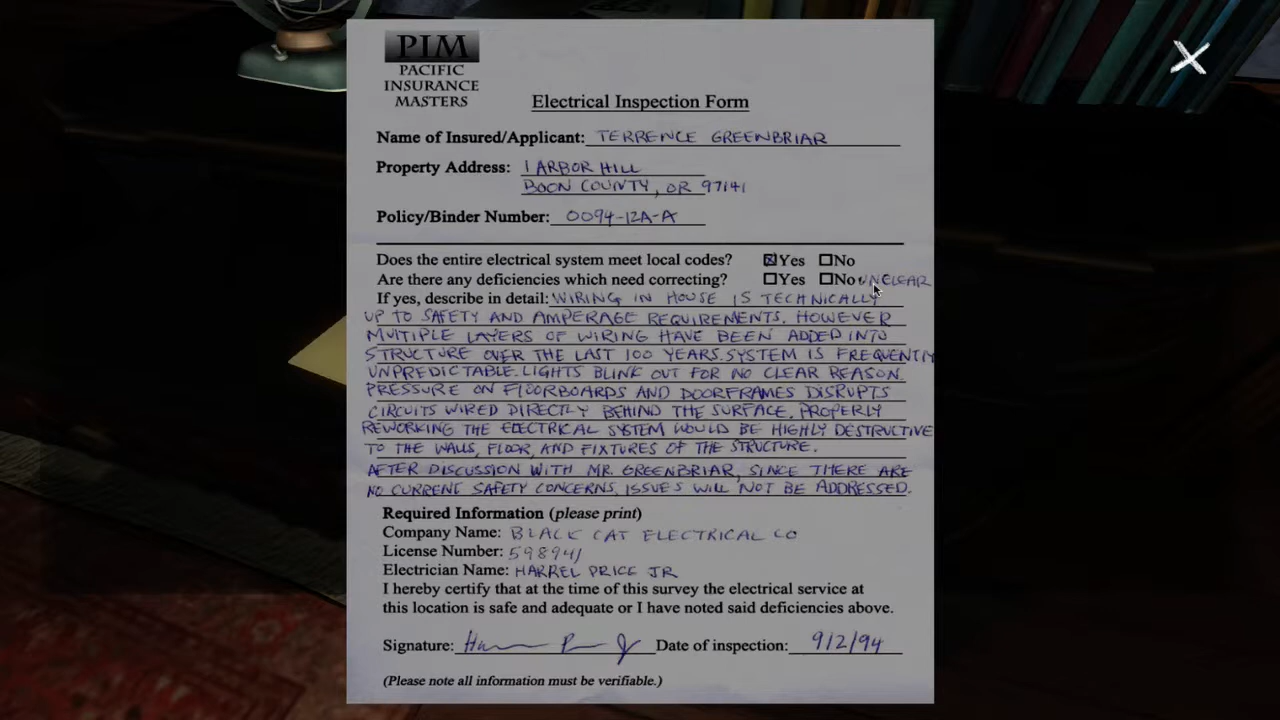 PIM
PACIFIC
INSURANCE
MASTERS
Electrical Inspection Form
Name of Insured/Applicant: TERRENCE GREENBRIAR
Property Address: 1 ARBOR HILL
BOON COUNTY, OR 97141
Policy/Binder Number: 0094-12A-A
Does the entire electrical system meet local codes? ☒Yes ☐No
Are there any deficiencies which need correcting? ☐Yes ☐No UNCLEAR
If yes, describe in detail: WIRING IN HOUSE IS TECHNICALLY
UP TO SAFETY AND AMPERAGE REQUIREMENTS. HOWEVER
MULTIPLE LAYERS OF WIRING HAVE BEEN ADDED INTO
STRUCTURE OVER THE LAST 100 YEARS. SYSTEM IS FREQUENTLY
UNPREDICTABLE. LIGHTS BLINK OUT FOR NO CLEAR REASON.
PRESSURE ON FLOORBOARDS AND DOORFRAMES DISRUPTS
CIRCUITS WIRED DIRECTLY BEHIND THE SURFACE. PROPERLY
REWORKING THE ELECTRICAL SYSTEM WOULD BE HIGHLY DESTRUCTIVE
TO THE WALLS, FLOOR, AND FIXTURES OF THE STRUCTURE.
AFTER DISCUSSION WITH MR. GREENBRIAR, SINCE THERE ARE
NO CURRENT SAFETY CONCERNS, ISSUES WILL NOT BE ADDRESSED.
Required Information (please print)
Company Name: BLACK CAT ELECTRICAL CO
License Number: 598941
Electrician Name: HARREL PRICE JR
I hereby certify that at the time of this survey the electrical service at
this location is safe and adequate or I have noted said deficiencies above.
Signature: Date of inspection: 9/2/94
(Please note all information must be verifiable.)